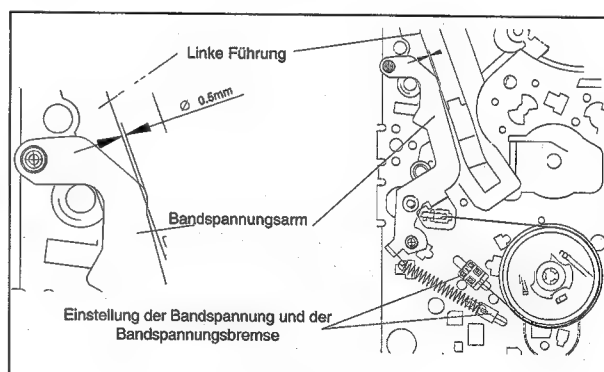 Linke Führung
Ø 0.5mm
Bandspannungsarm
Einstellung der Bandspannung und der
Bandspannungsbremse